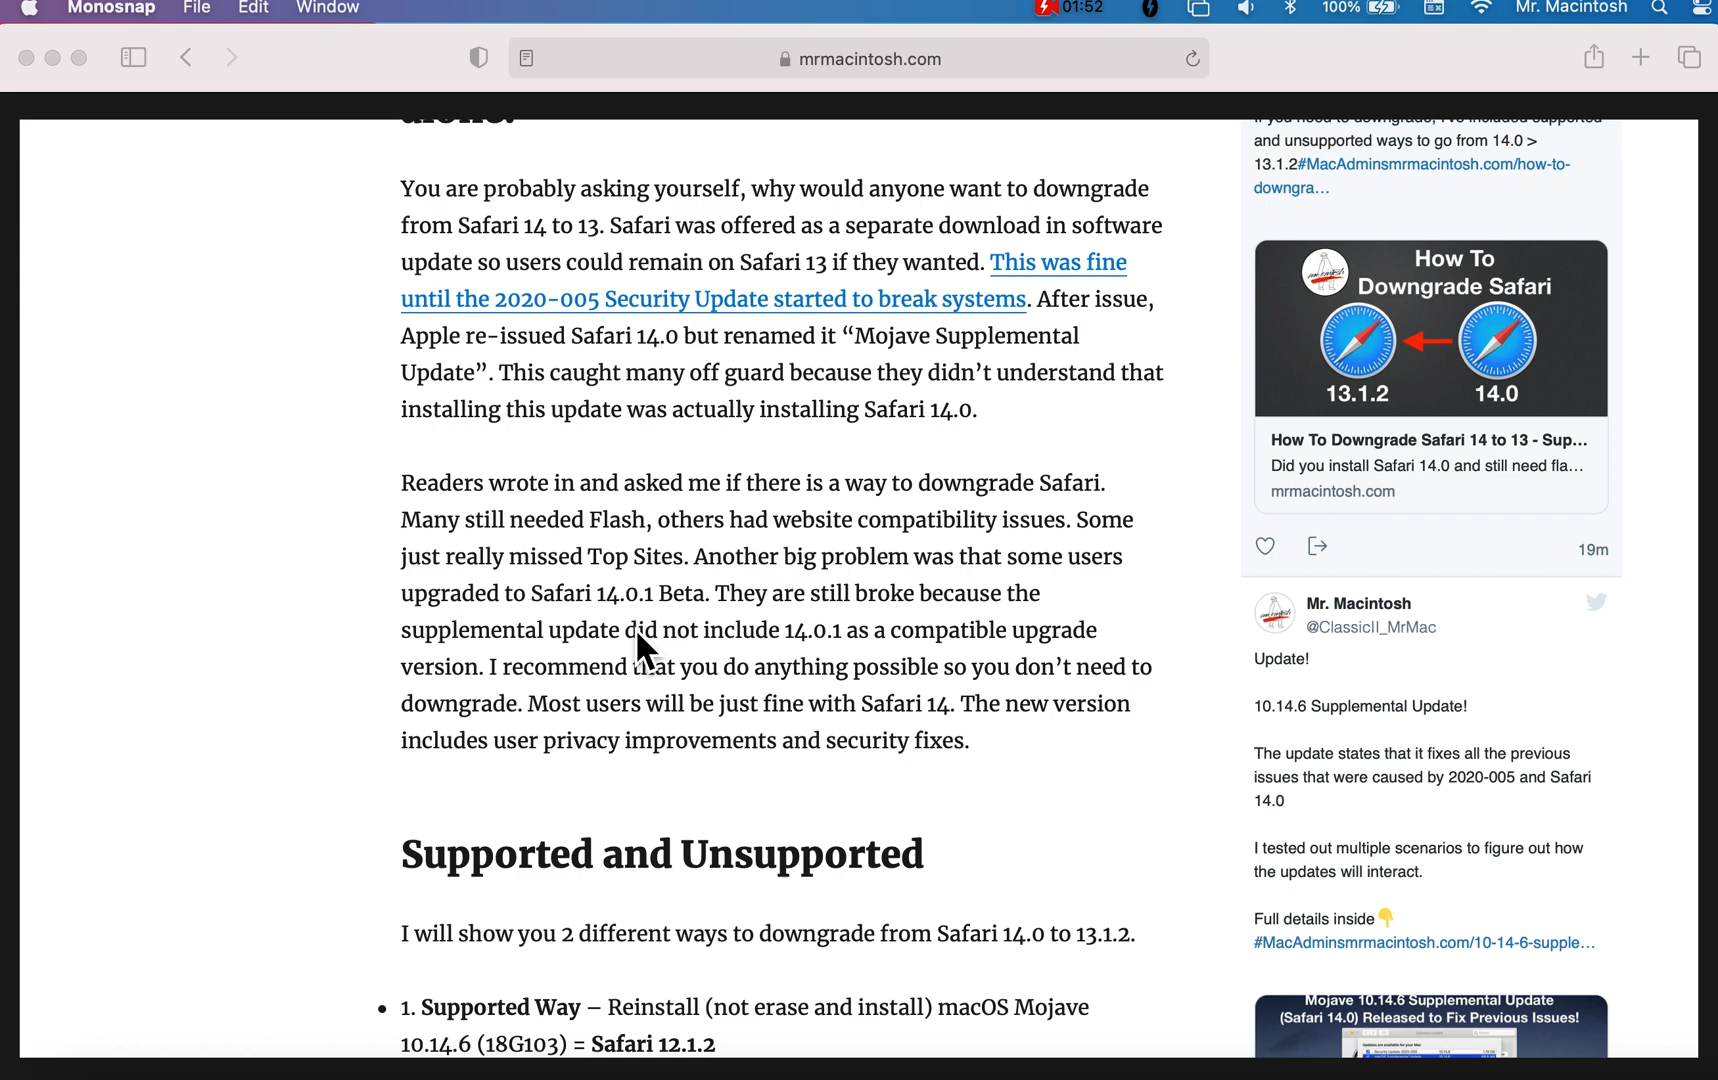 Monosnap File Edit Window 01:52 100% Mr. Macintosh
mrmacintosh.com
alone.
You are probably asking yourself, why would anyone want to downgrade
from Safari 14 to 13. Safari was offered as a separate download in software
update so users could remain on Safari 13 if they wanted. This was fine
until the 2020-005 Security Update started to break systems. After issue,
Apple re-issued Safari 14.0 but renamed it “Mojave Supplemental
Update”. This caught many off guard because they didn’t understand that
installing this update was actually installing Safari 14.0.
Readers wrote in and asked me if there is a way to downgrade Safari.
Many still needed Flash, others had website compatibility issues. Some
just really missed Top Sites. Another big problem was that some users
upgraded to Safari 14.0.1 Beta. They are still broke because the
supplemental update did not include 14.0.1 as a compatible upgrade
version. I recommend that you do anything possible so you don’t need to
downgrade. Most users will be just fine with Safari 14. The new version
includes user privacy improvements and security fixes.
Supported and Unsupported
I will show you 2 different ways to downgrade from Safari 14.0 to 13.1.2.
• 1. Supported Way – Reinstall (not erase and install) macOS Mojave
10.14.6 (18G103) = Safari 12.1.2
If you need to downgrade, I've included supported
and unsupported ways to go from 14.0 >
13.1.2#MacAdminsmrmacintosh.com/how-to-
downgra…
How To
Downgrade Safari
13.1.2 14.0
How To Downgrade Safari 14 to 13 - Sup...
Did you install Safari 14.0 and still need fla...
mrmacintosh.com
19m
Mr. Macintosh
@ClassicII_MrMac
Update!
10.14.6 Supplemental Update!
The update states that it fixes all the previous
issues that were caused by 2020-005 and Safari
14.0
I tested out multiple scenarios to figure out how
the updates will interact.
Full details inside👇
#MacAdminsmrmacintosh.com/10-14-6-supple…
Mojave 10.14.6 Supplemental Update
(Safari 14.0) Released to Fix Previous Issues!